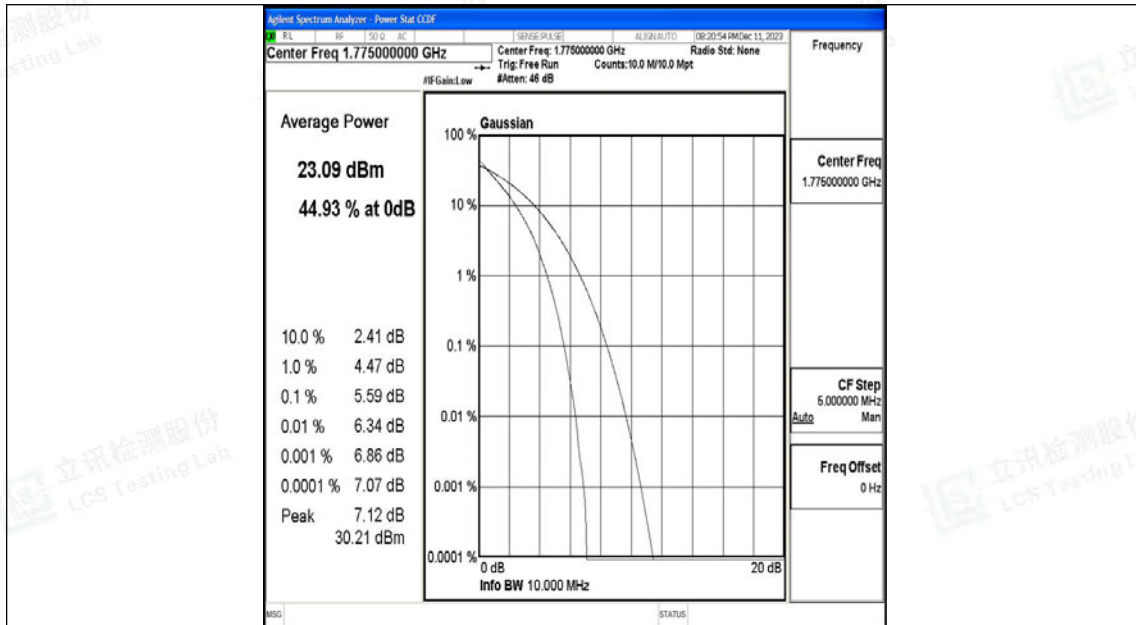 Agilent Spectrum Analyzer - Power Stat CCDF
RL RF 50 Ω AC SENSE:PULSE ALIGNAUTO 08:20:54 PM Dec 11, 2023
Center Freq 1.775000000 GHz
Center Freq: 1.775000000 GHz Radio Std: None
Trig: Free Run Counts:10.0 M/10.0 Mpt
#IFGain:Low #Atten: 46 dB
Frequency
Average Power
23.09 dBm
44.93 % at 0dB
10.0 % 2.41 dB
1.0 % 4.47 dB
0.1 % 5.59 dB
0.01 % 6.34 dB
0.001 % 6.86 dB
0.0001 % 7.07 dB
Peak 7.12 dB
30.21 dBm
Gaussian
100 %
10 %
1 %
0.1 %
0.01 %
0.001 %
0.0001 %
0 dB 20 dB
Info BW 10.000 MHz
Center Freq
1.775000000 GHz
CF Step
5.000000 MHz
Auto Man
Freq Offset
0 Hz
MSG STATUS
立讯检测股份
LCS Testing Lab
立讯检测股份
LCS Testing L